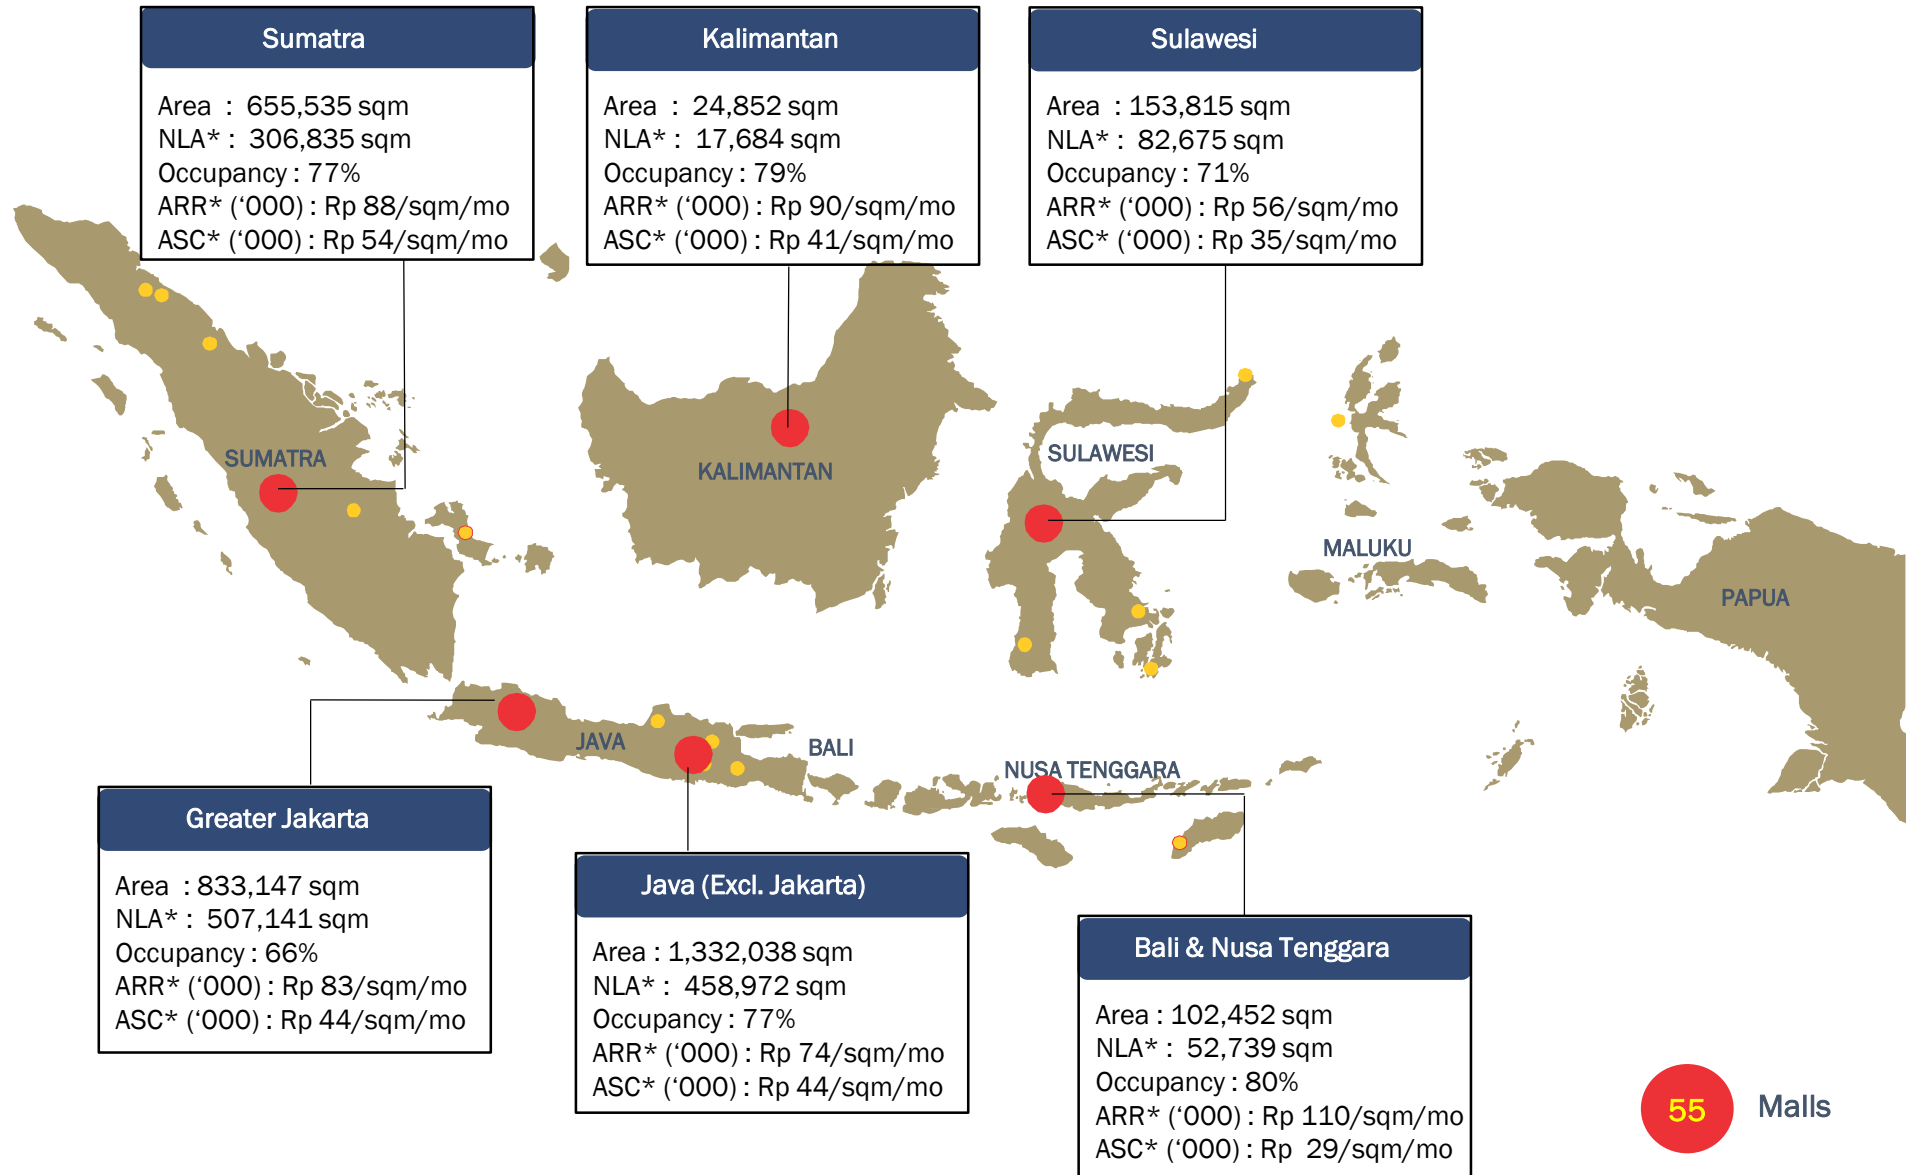 Sumatra
Area : 655,535 sqm
NLA* : 306,835 sqm
Occupancy : 77%
ARR* (‘000) : Rp 88/sqm/mo
ASC* (‘000) : Rp 54/sqm/mo
Kalimantan
Area : 24,852 sqm
NLA* : 17,684 sqm
Occupancy : 79%
ARR* (‘000) : Rp 90/sqm/mo
ASC* (‘000) : Rp 41/sqm/mo
Sulawesi
Area : 153,815 sqm
NLA* : 82,675 sqm
Occupancy : 71%
ARR* (‘000) : Rp 56/sqm/mo
ASC* (‘000) : Rp 35/sqm/mo
SUMATRA
KALIMANTAN
SULAWESI
MALUKU
PAPUA
JAVA
BALI
NUSA TENGGARA
Greater Jakarta
Area : 833,147 sqm
NLA* : 507,141 sqm
Occupancy : 66%
ARR* (‘000) : Rp 83/sqm/mo
ASC* (‘000) : Rp 44/sqm/mo
Java (Excl. Jakarta)
Area : 1,332,038 sqm
NLA* : 458,972 sqm
Occupancy : 77%
ARR* (‘000) : Rp 74/sqm/mo
ASC* (‘000) : Rp 44/sqm/mo
Bali & Nusa Tenggara
Area : 102,452 sqm
NLA* : 52,739 sqm
Occupancy : 80%
ARR* (‘000) : Rp 110/sqm/mo
ASC* (‘000) : Rp 29/sqm/mo
55 Malls